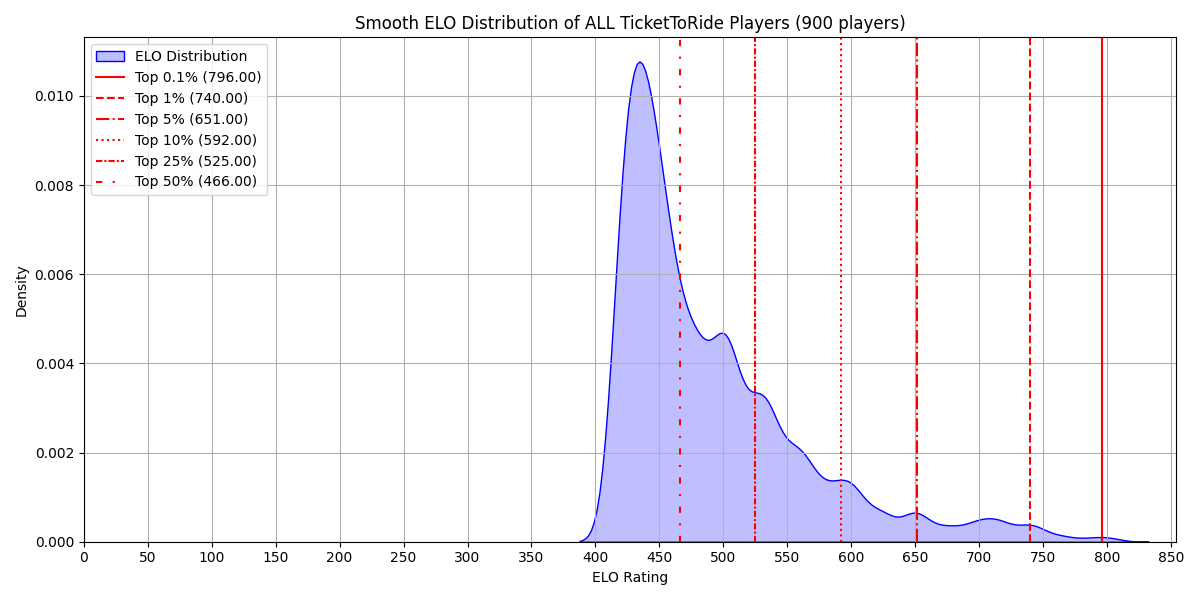 Smooth ELO Distribution of ALL TicketToRide Players (900 players)
ELO Distribution
Top 0.1% (796.00)
Top 1% (740.00)
Top 5% (651.00)
Top 10% (592.00)
Top 25% (525.00)
Top 50% (466.00)
Density
0.010
0.008
0.006
0.004
0.002
0.000
0 50 100 150 200 250 300 350 400 450 500 550 600 650 700 750 800 850
ELO Rating